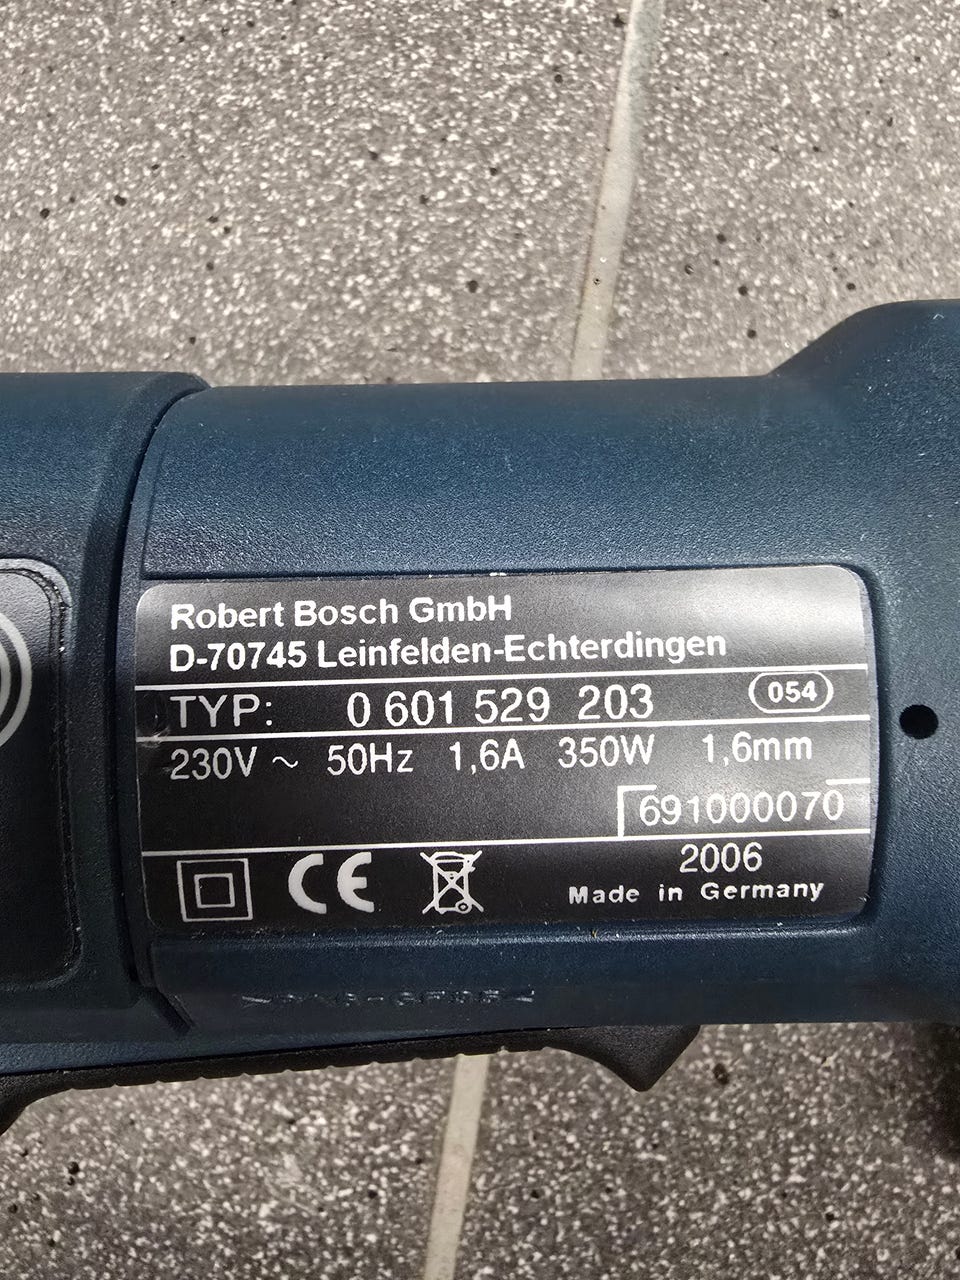 Robert Bosch GmbH
D-70745 Leinfelden-Echterdingen
TYP: 0 601 529 203 054
230V ~ 50Hz 1,6A 350W 1,6mm
691000070
2006
CE Made in Germany